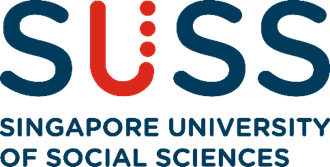 SUSS
SINGAPORE UNIVERSITY
OF SOCIAL SCIENCES